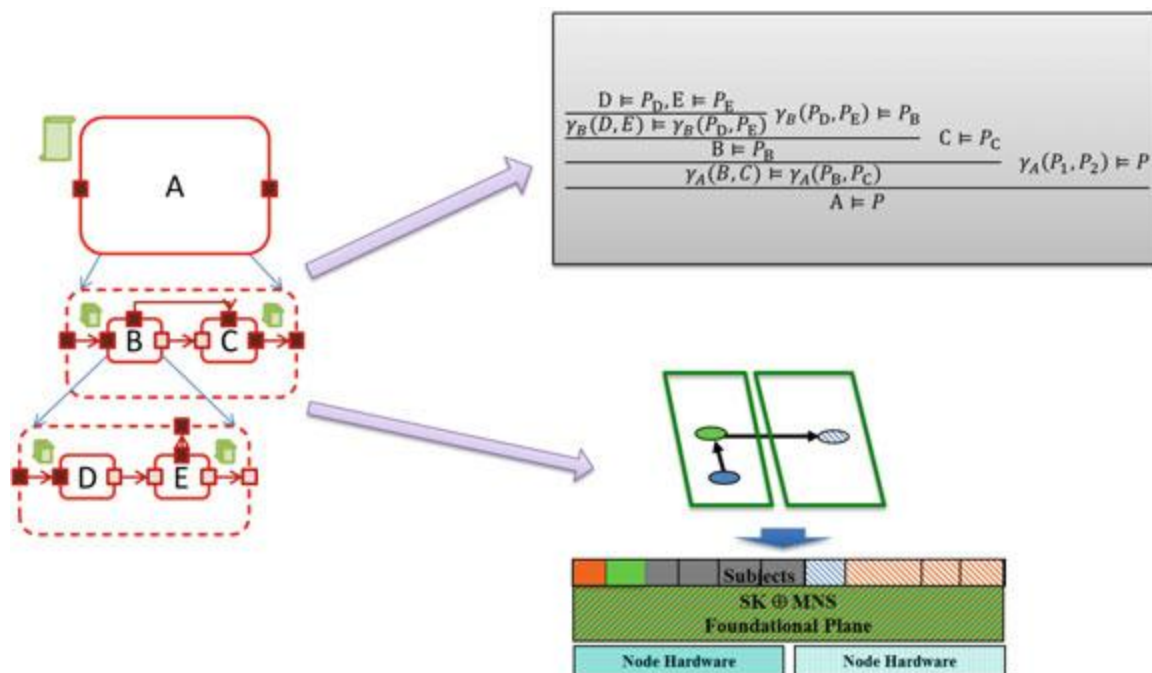 A
B
C
D
E
D ⊨ P_D, E ⊨ P_E
γ_B(D, E) ⊨ γ_B(P_D, P_E) γ_B(P_D, P_E) ⊨ P_B
B ⊨ P_B C ⊨ P_C
γ_A(B, C) ⊨ γ_A(P_B, P_C) γ_A(P_1, P_2) ⊨ P
A ⊨ P
Subjects
SK ⊕ MNS
Foundational Plane
Node Hardware
Node Hardware